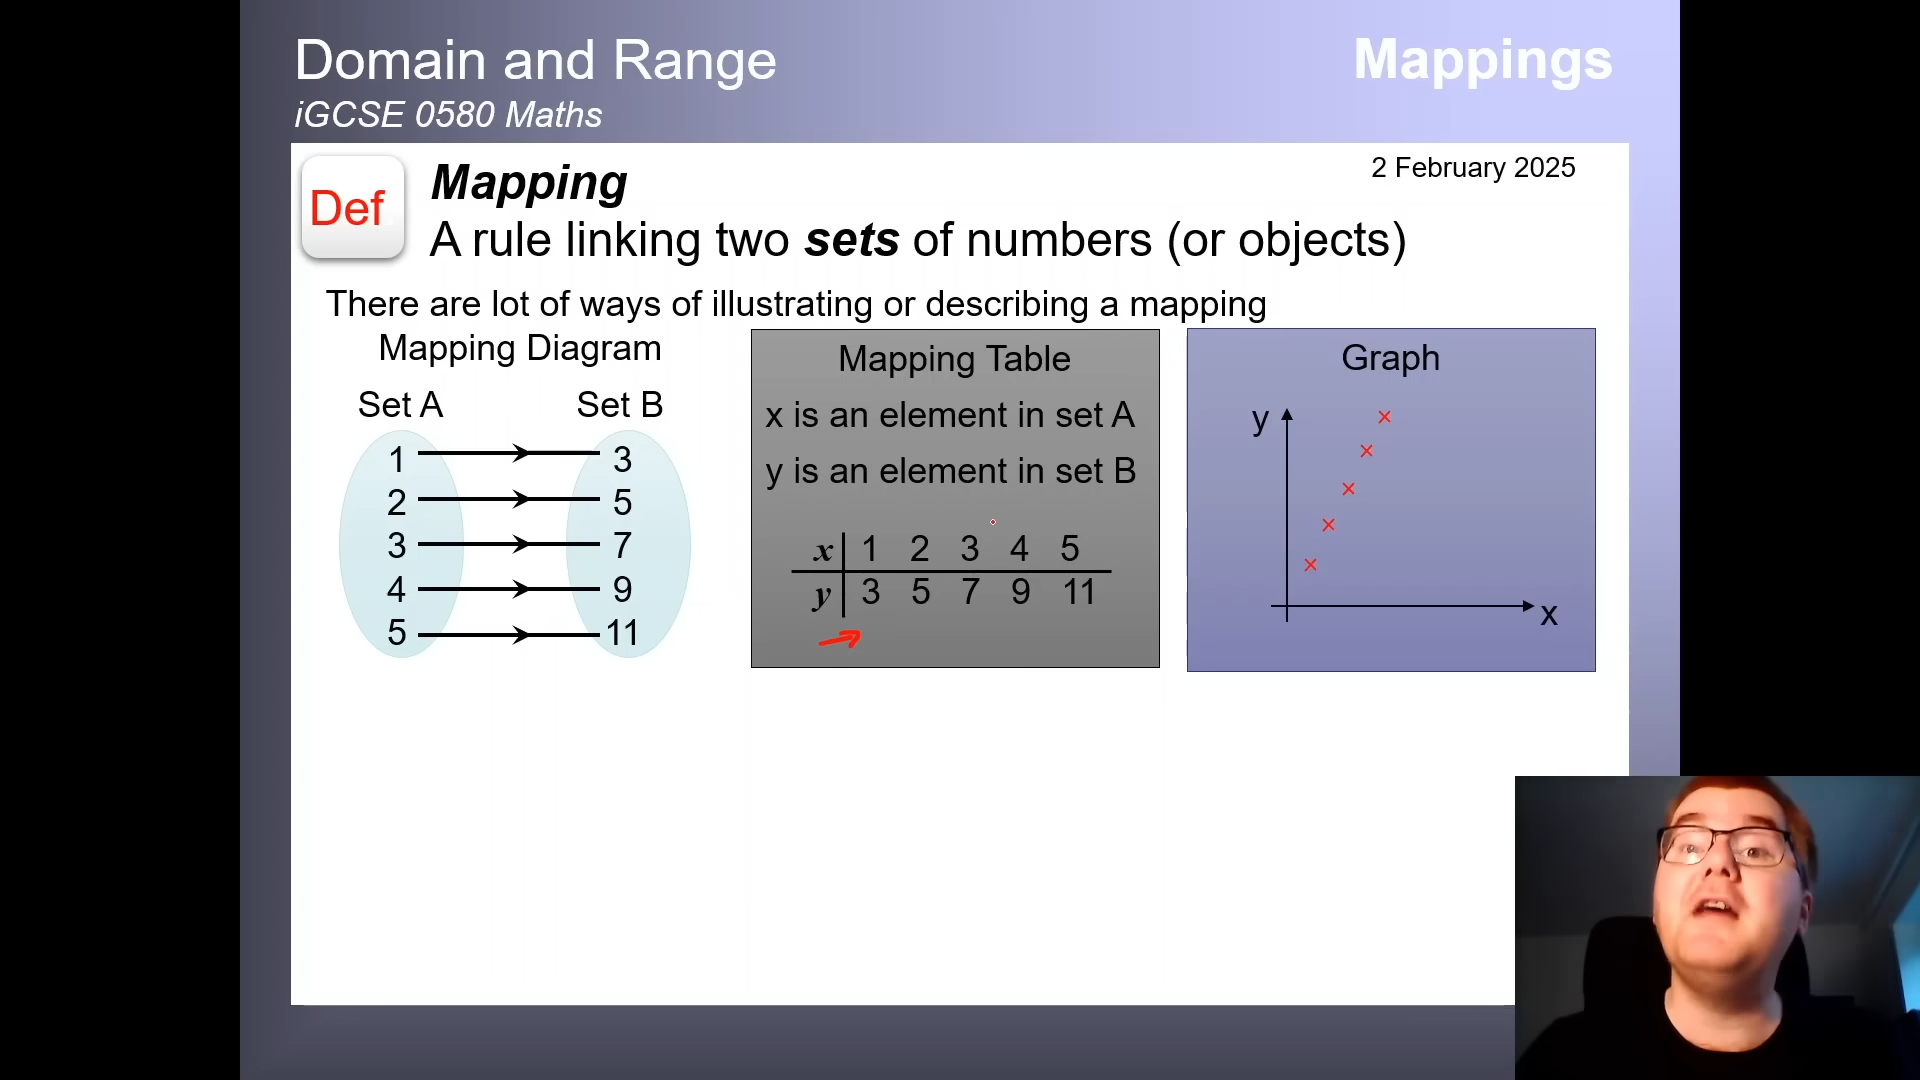 Domain and Range
Mappings
iGCSE 0580 Maths
2 February 2025
Def
Mapping
A rule linking two sets of numbers (or objects)
There are lot of ways of illustrating or describing a mapping
Mapping Diagram
Set A Set B
1 3
2 5
3 7
4 9
5 11
Mapping Table
x is an element in set A
y is an element in set B
x 1 2 3 4 5
y 3 5 7 9 11
Graph
y
x